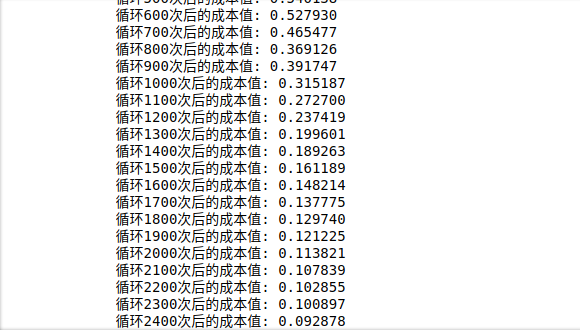 循环600次后的成本值: 0.527930
循环700次后的成本值: 0.465477
循环800次后的成本值: 0.369126
循环900次后的成本值: 0.391747
循环1000次后的成本值: 0.315187
循环1100次后的成本值: 0.272700
循环1200次后的成本值: 0.237419
循环1300次后的成本值: 0.199601
循环1400次后的成本值: 0.189263
循环1500次后的成本值: 0.161189
循环1600次后的成本值: 0.148214
循环1700次后的成本值: 0.137775
循环1800次后的成本值: 0.129740
循环1900次后的成本值: 0.121225
循环2000次后的成本值: 0.113821
循环2100次后的成本值: 0.107839
循环2200次后的成本值: 0.102855
循环2300次后的成本值: 0.100897
循环2400次后的成本值: 0.092878